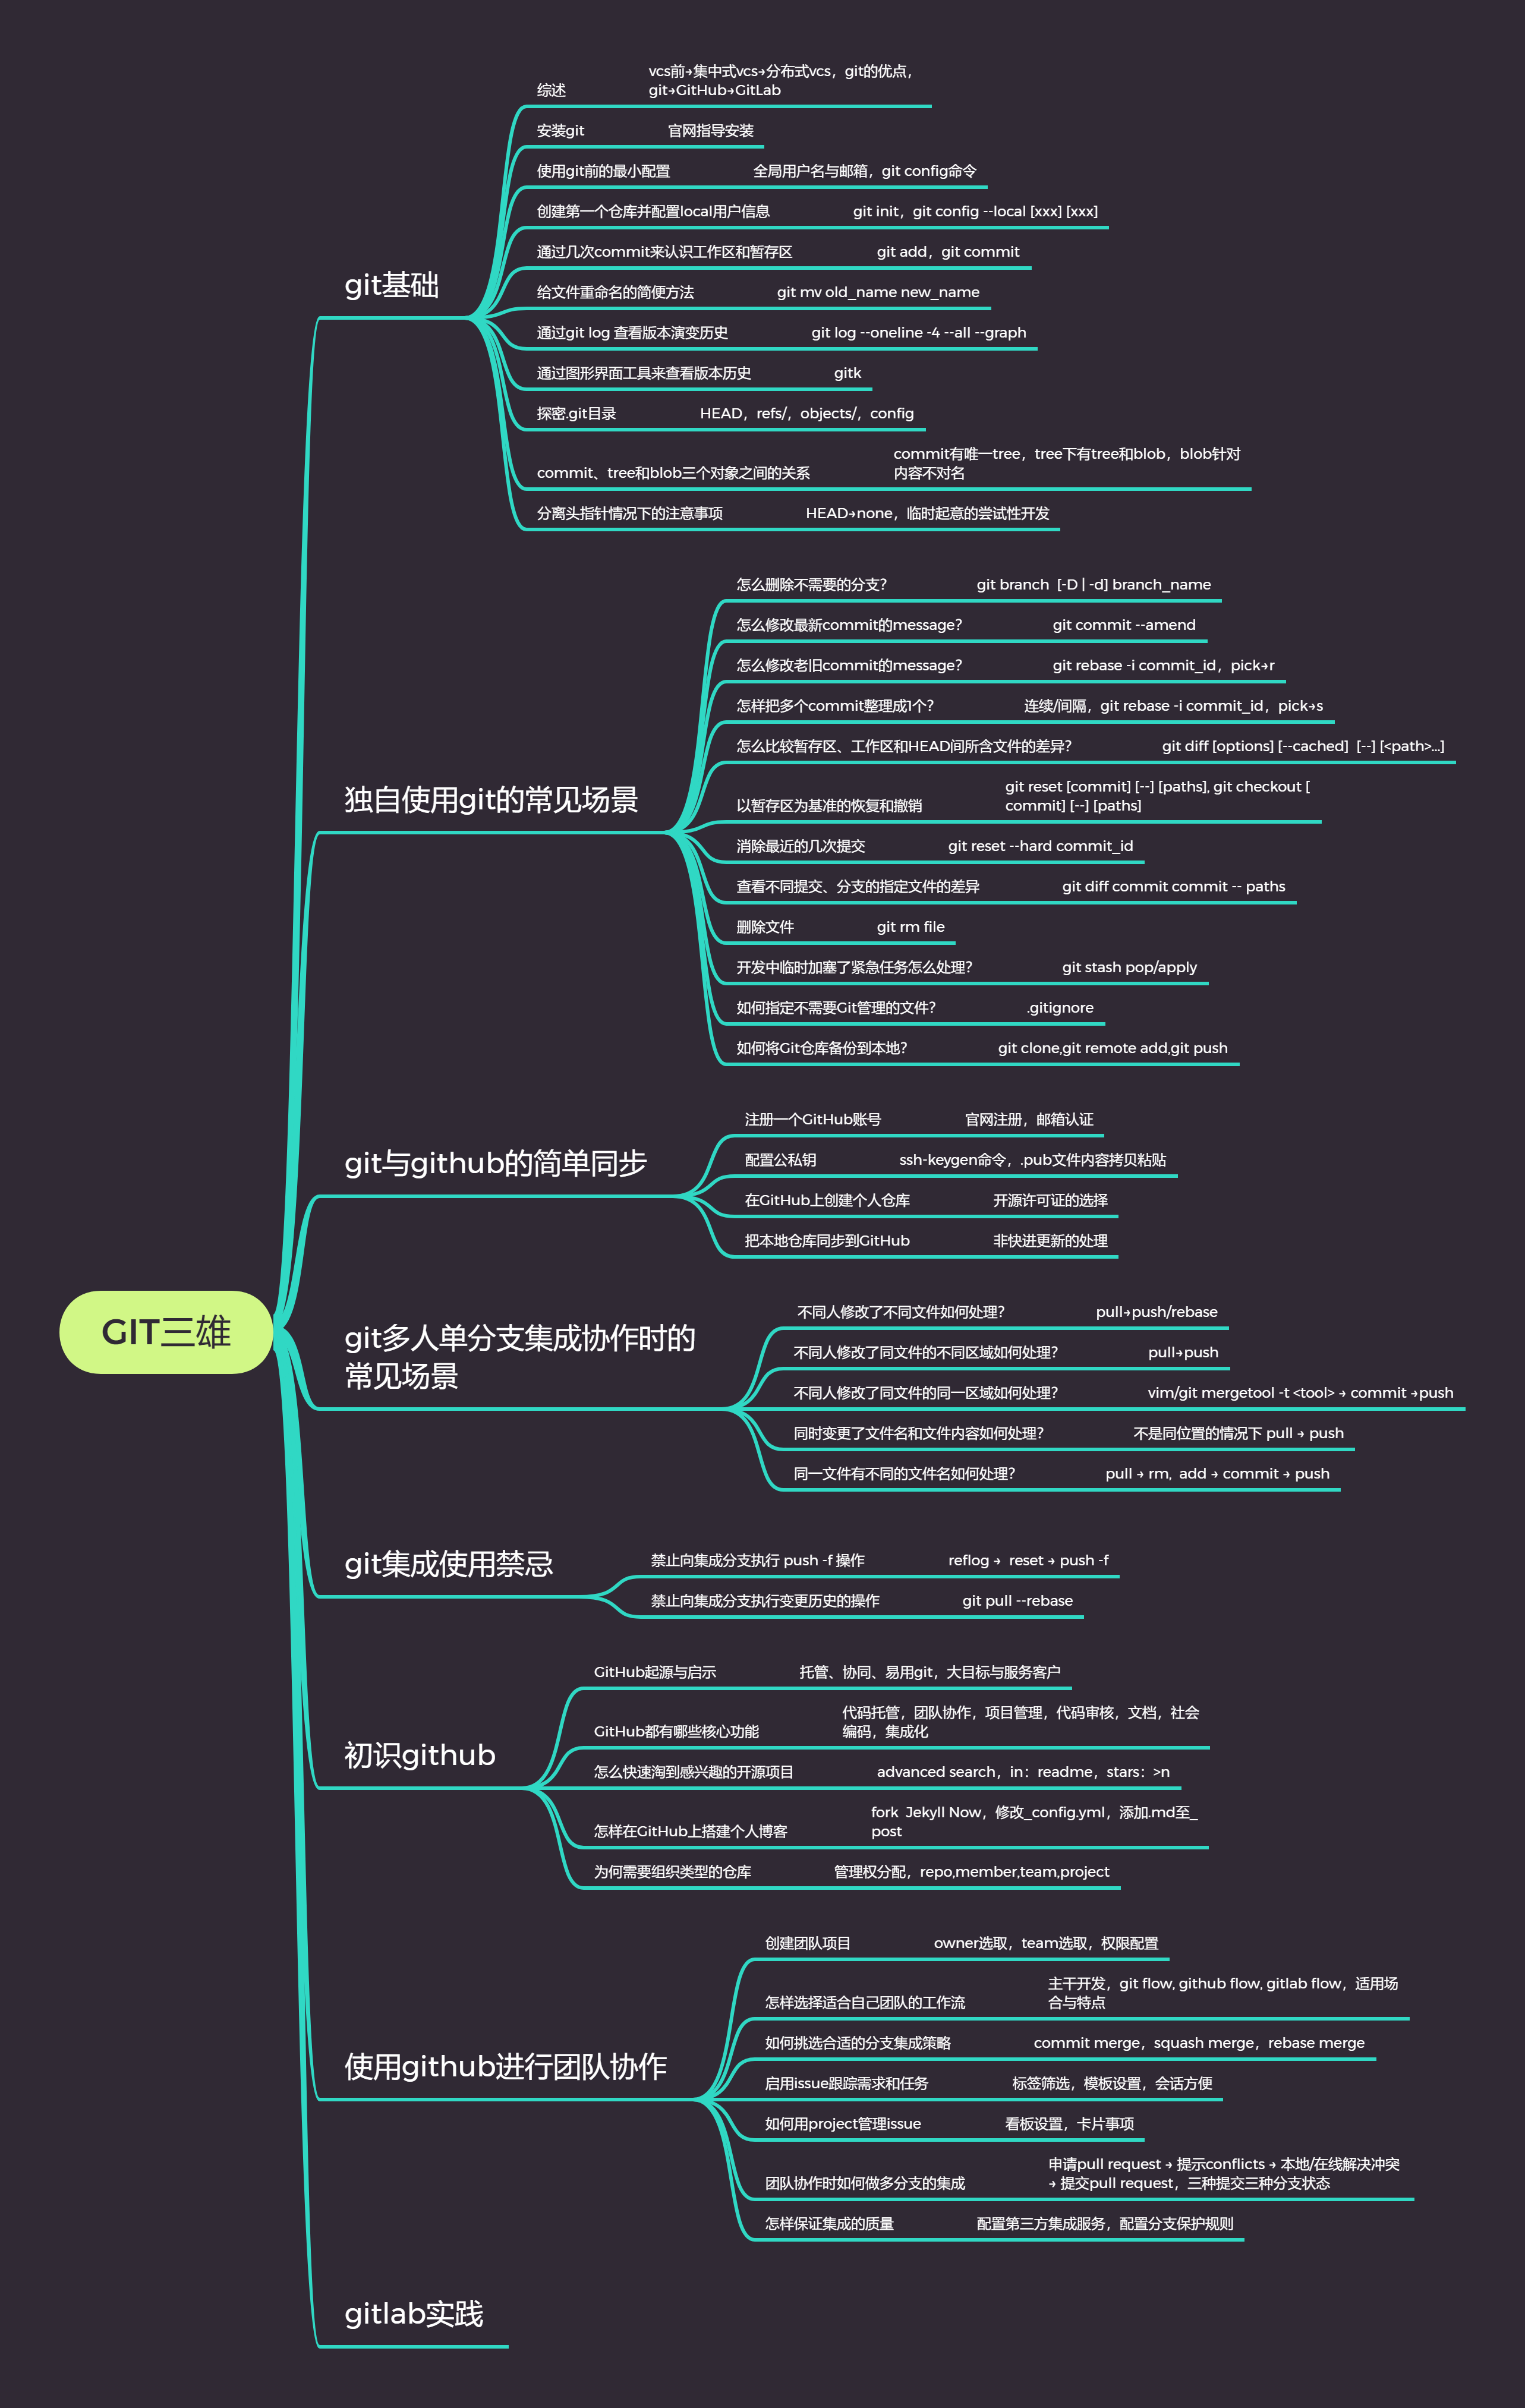 GIT三雄
git基础
综述
vcs前→集中式vcs→分布式vcs，git的优点，
git→GitHub→GitLab
安装git
官网指导安装
使用git前的最小配置
全局用户名与邮箱，git config命令
创建第一个仓库并配置local用户信息
git init，git config --local [xxx] [xxx]
通过几次commit来认识工作区和暂存区
git add，git commit
给文件重命名的简便方法
git mv old_name new_name
通过git log 查看版本演变历史
git log --oneline -4 --all --graph
通过图形界面工具来查看版本历史
gitk
探密.git目录
HEAD，refs/，objects/，config
commit、tree和blob三个对象之间的关系
commit有唯一tree，tree下有tree和blob，blob针对
内容不对名
分离头指针情况下的注意事项
HEAD→none，临时起意的尝试性开发
独自使用git的常见场景
怎么删除不需要的分支？
git branch  [-D | -d] branch_name
怎么修改最新commit的message？
git commit --amend
怎么修改老旧commit的message？
git rebase -i commit_id，pick→r
怎样把多个commit整理成1个？
连续/间隔，git rebase -i commit_id，pick→s
怎么比较暂存区、工作区和HEAD间所含文件的差异？
git diff [options] [--cached]  [--] [<path>...]
以暂存区为基准的恢复和撤销
git reset [commit] [--] [paths], git checkout [
commit] [--] [paths]
消除最近的几次提交
git reset --hard commit_id
查看不同提交、分支的指定文件的差异
git diff commit commit -- paths
删除文件
git rm file
开发中临时加塞了紧急任务怎么处理？
git stash pop/apply
如何指定不需要Git管理的文件？
.gitignore
如何将Git仓库备份到本地？
git clone,git remote add,git push
git与github的简单同步
注册一个GitHub账号
官网注册，邮箱认证
配置公私钥
ssh-keygen命令，.pub文件内容拷贝粘贴
在GitHub上创建个人仓库
开源许可证的选择
把本地仓库同步到GitHub
非快进更新的处理
git多人单分支集成协作时的
常见场景
不同人修改了不同文件如何处理？
pull→push/rebase
不同人修改了同文件的不同区域如何处理？
pull→push
不同人修改了同文件的同一区域如何处理？
vim/git mergetool -t <tool> → commit →push
同时变更了文件名和文件内容如何处理？
不是同位置的情况下 pull → push
同一文件有不同的文件名如何处理？
pull → rm,  add → commit → push
git集成使用禁忌
禁止向集成分支执行 push -f 操作
reflog →  reset → push -f
禁止向集成分支执行变更历史的操作
git pull --rebase
初识github
GitHub起源与启示
托管、协同、易用git，大目标与服务客户
GitHub都有哪些核心功能
代码托管，团队协作，项目管理，代码审核，文档，社会
编码，集成化
怎么快速淘到感兴趣的开源项目
advanced search，in：readme，stars：>n
怎样在GitHub上搭建个人博客
fork  Jekyll Now，修改_config.yml，添加.md至_
post
为何需要组织类型的仓库
管理权分配，repo,member,team,project
使用github进行团队协作
创建团队项目
owner选取，team选取，权限配置
怎样选择适合自己团队的工作流
主干开发，git flow, github flow, gitlab flow，适用场
合与特点
如何挑选合适的分支集成策略
commit merge，squash merge，rebase merge
启用issue跟踪需求和任务
标签筛选，模板设置，会话方便
如何用project管理issue
看板设置，卡片事项
团队协作时如何做多分支的集成
申请pull request → 提示conflicts → 本地/在线解决冲突
→ 提交pull request，三种提交三种分支状态
怎样保证集成的质量
配置第三方集成服务，配置分支保护规则
gitlab实践